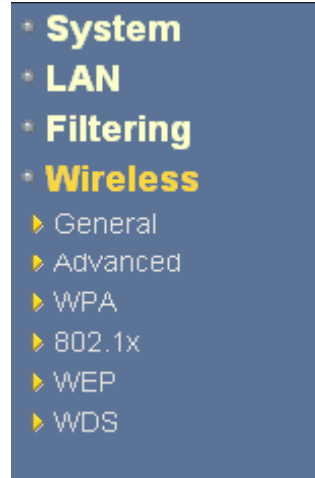 System
LAN
Filtering
Wireless
General
Advanced
WPA
802.1x
WEP
WDS